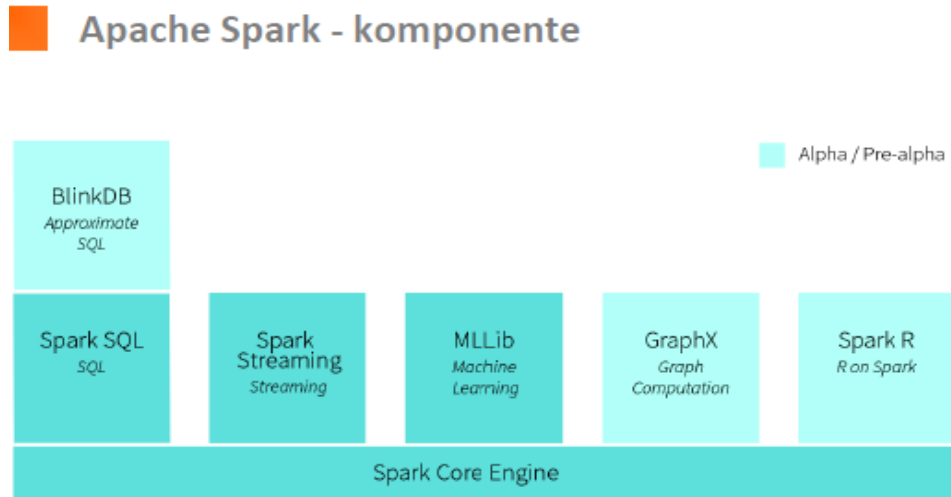 Apache Spark - komponente
Alpha / Pre-alpha
BlinkDB
Approximate
SQL
Spark SQL
SQL
Spark
Streaming
Streaming
MLLib
Machine
Learning
GraphX
Graph
Computation
Spark R
R on Spark
Spark Core Engine